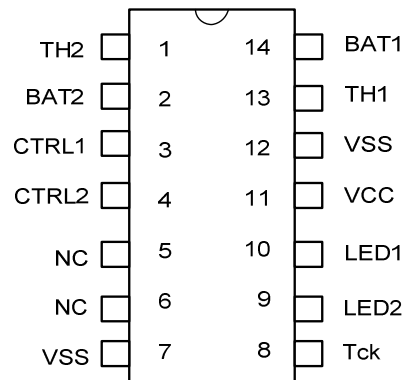 TH2 1 14 BAT1
BAT2 2 13 TH1
CTRL1 3 12 VSS
CTRL2 4 11 VCC
NC 5 10 LED1
NC 6 9 LED2
VSS 7 8 Tck